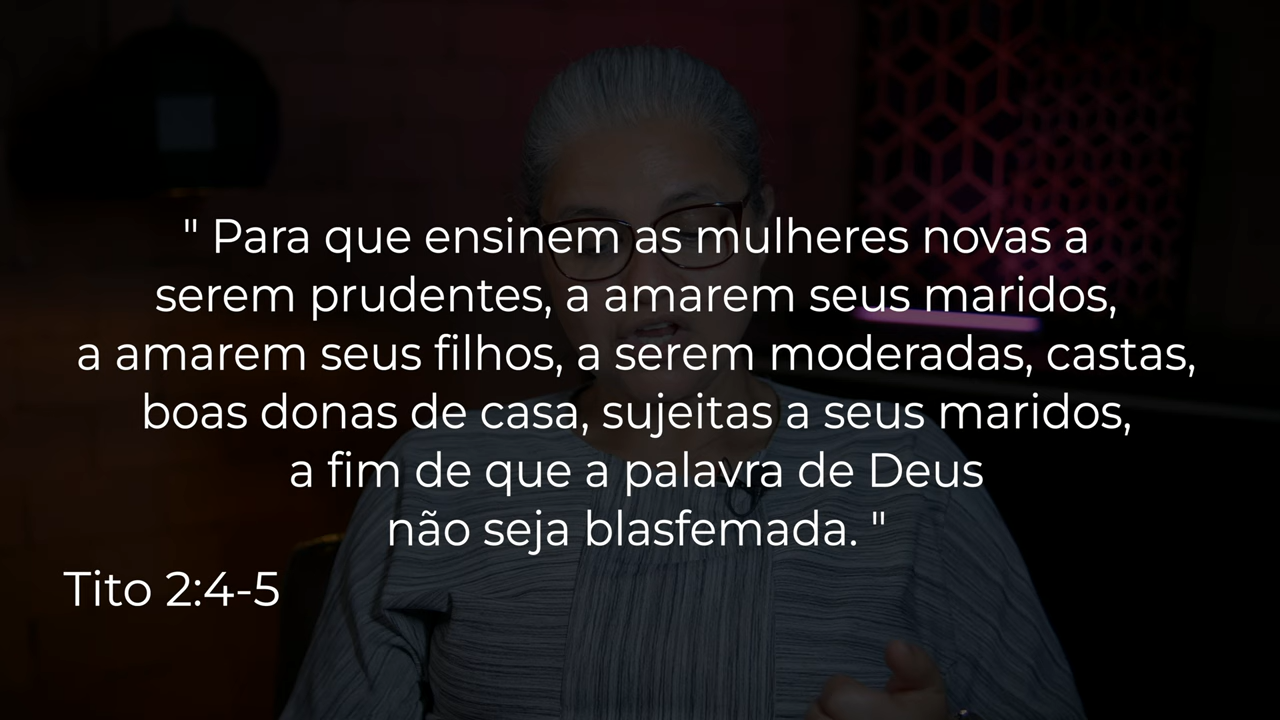 " Para que ensinem as mulheres novas a
serem prudentes, a amarem seus maridos,
a amarem seus filhos, a serem moderadas, castas,
boas donas de casa, sujeitas a seus maridos,
a fim de que a palavra de Deus
não seja blasfemada. "
Tito 2:4-5